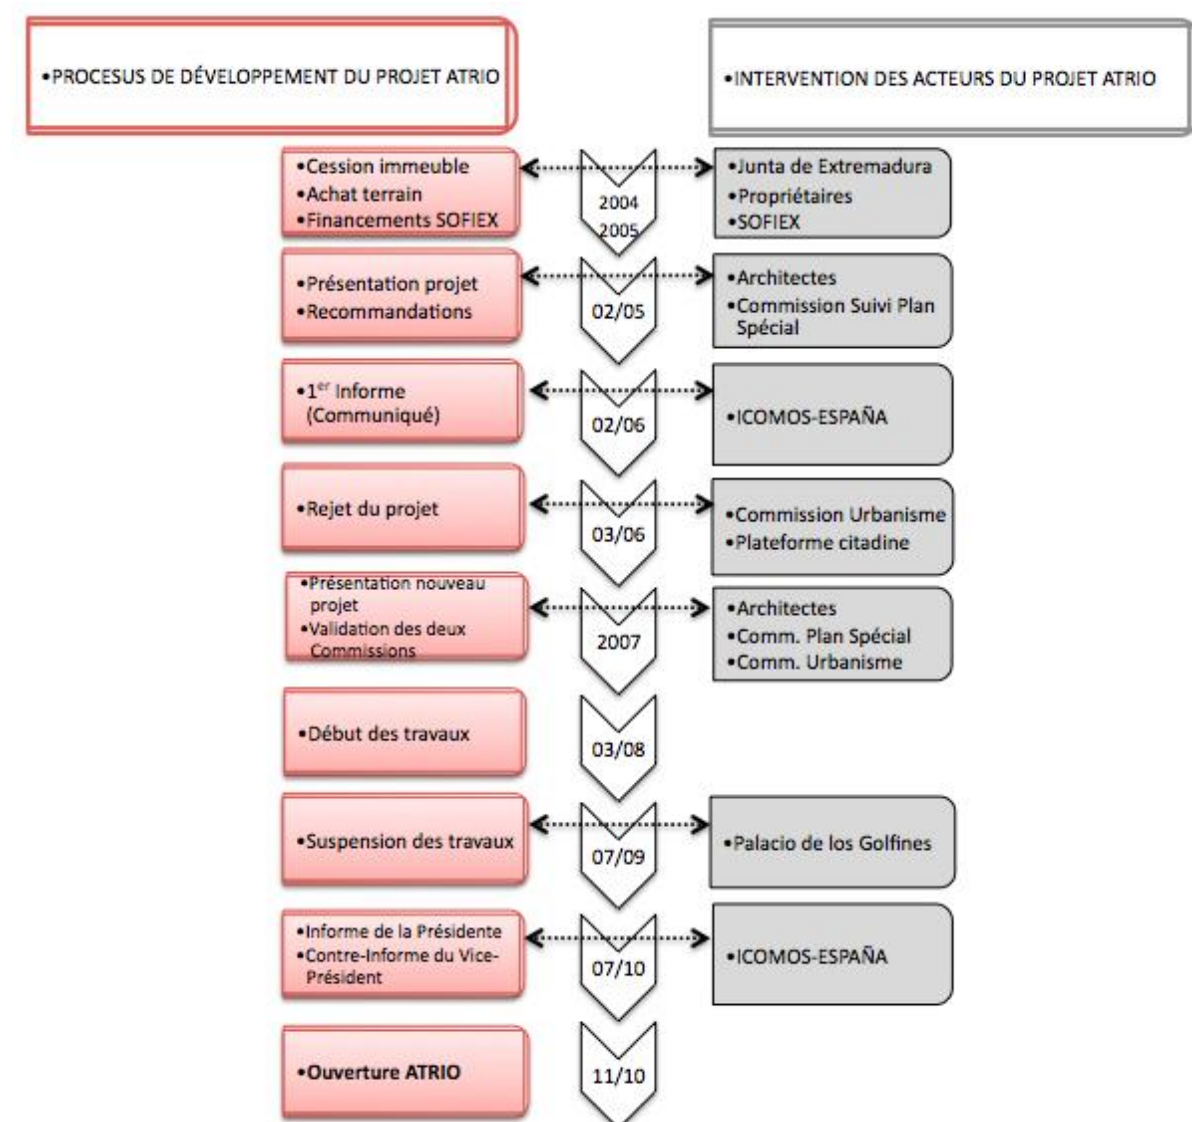 •PROCESUS DE DÉVELOPPEMENT DU PROJET ATRIO
•INTERVENTION DES ACTEURS DU PROJET ATRIO
•Cession immeuble
•Achat terrain
•Financements SOFIEX
2004
2005
•Junta de Extremadura
•Propriétaires
•SOFIEX
•Présentation projet
•Recommandations
02/05
•Architectes
•Commission Suivi Plan
Spécial
•1er Informe
(Communiqué)
02/06
•ICOMOS-ESPAÑA
•Rejet du projet
03/06
•Commission Urbanisme
•Plateforme citadine
•Présentation nouveau
projet
•Validation des deux
Commissions
2007
•Architectes
•Comm. Plan Spécial
•Comm. Urbanisme
•Début des travaux
03/08
•Suspension des travaux
07/09
•Palacio de los Golfines
•Informe de la Présidente
•Contre-Informe du Vice-
Président
07/10
•ICOMOS-ESPAÑA
•Ouverture ATRIO
11/10